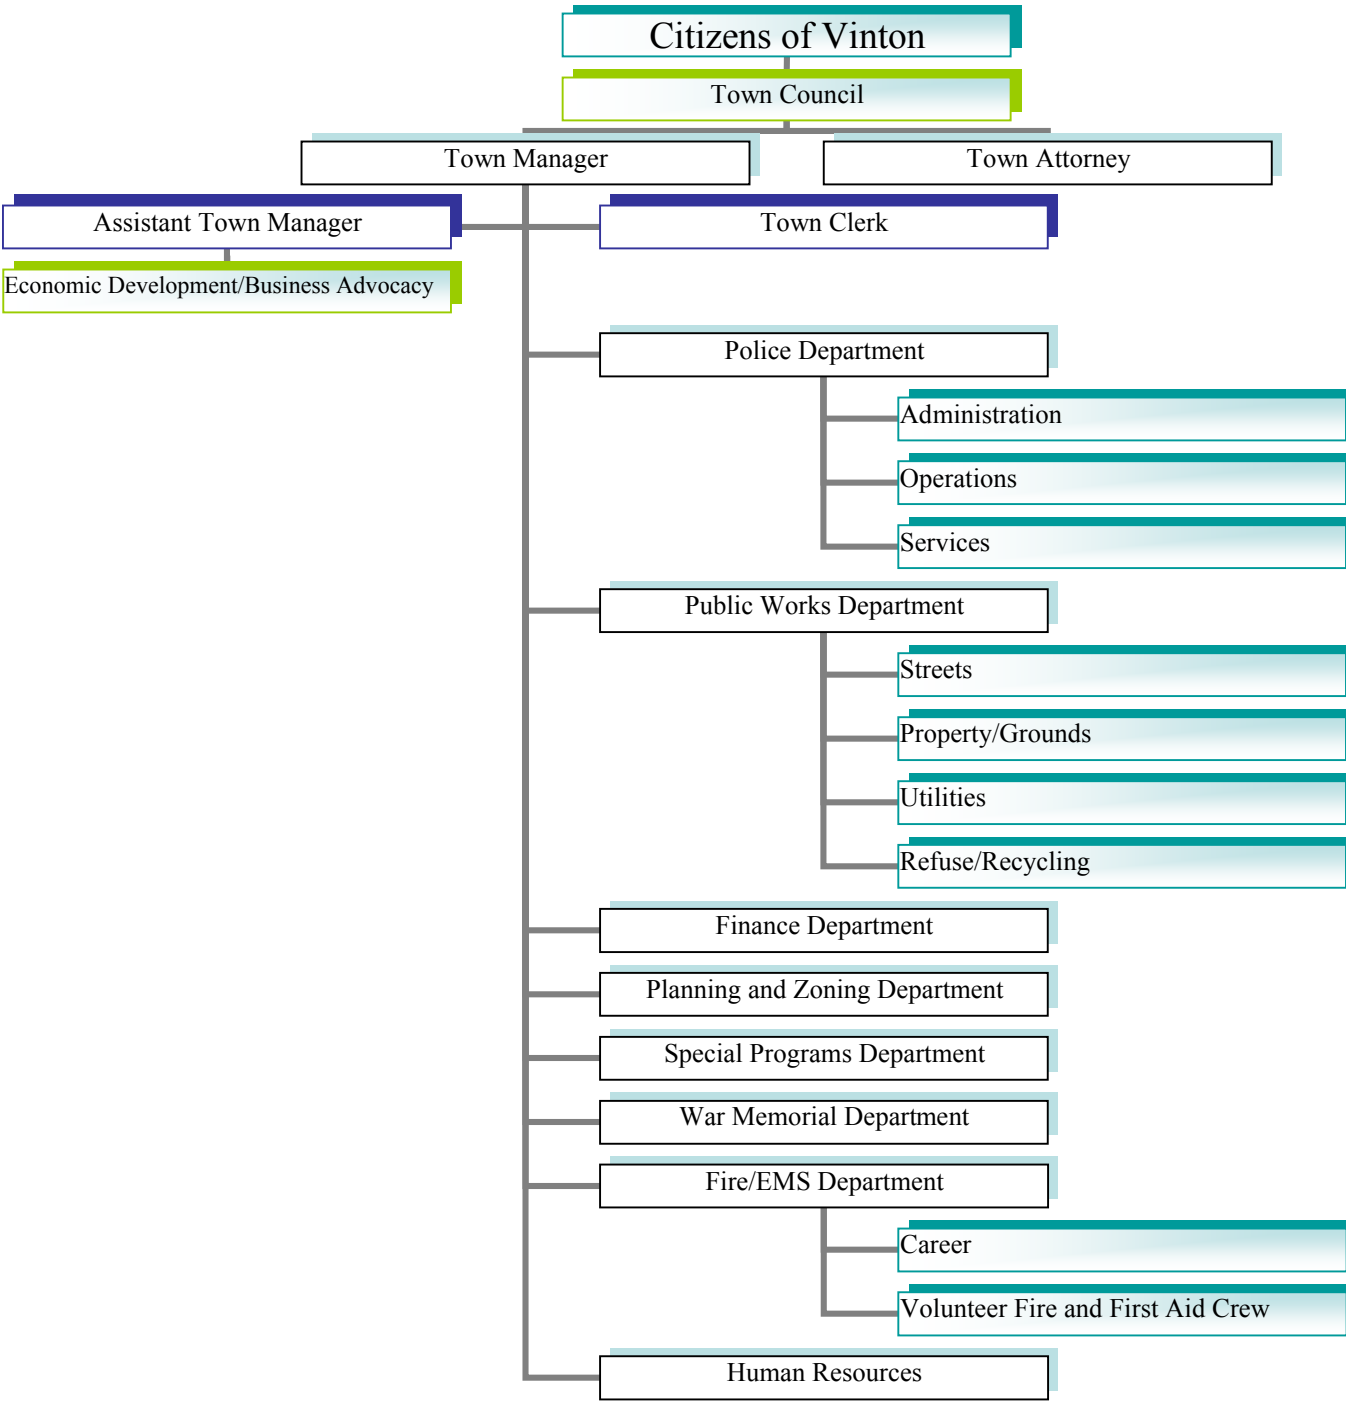 Citizens of Vinton
Town Council
Town Manager
Town Attorney
Assistant Town Manager
Town Clerk
Economic Development/Business Advocacy
Police Department
Administration
Operations
Services
Public Works Department
Streets
Property/Grounds
Utilities
Refuse/Recycling
Finance Department
Planning and Zoning Department
Special Programs Department
War Memorial Department
Fire/EMS Department
Career
Volunteer Fire and First Aid Crew
Human Resources